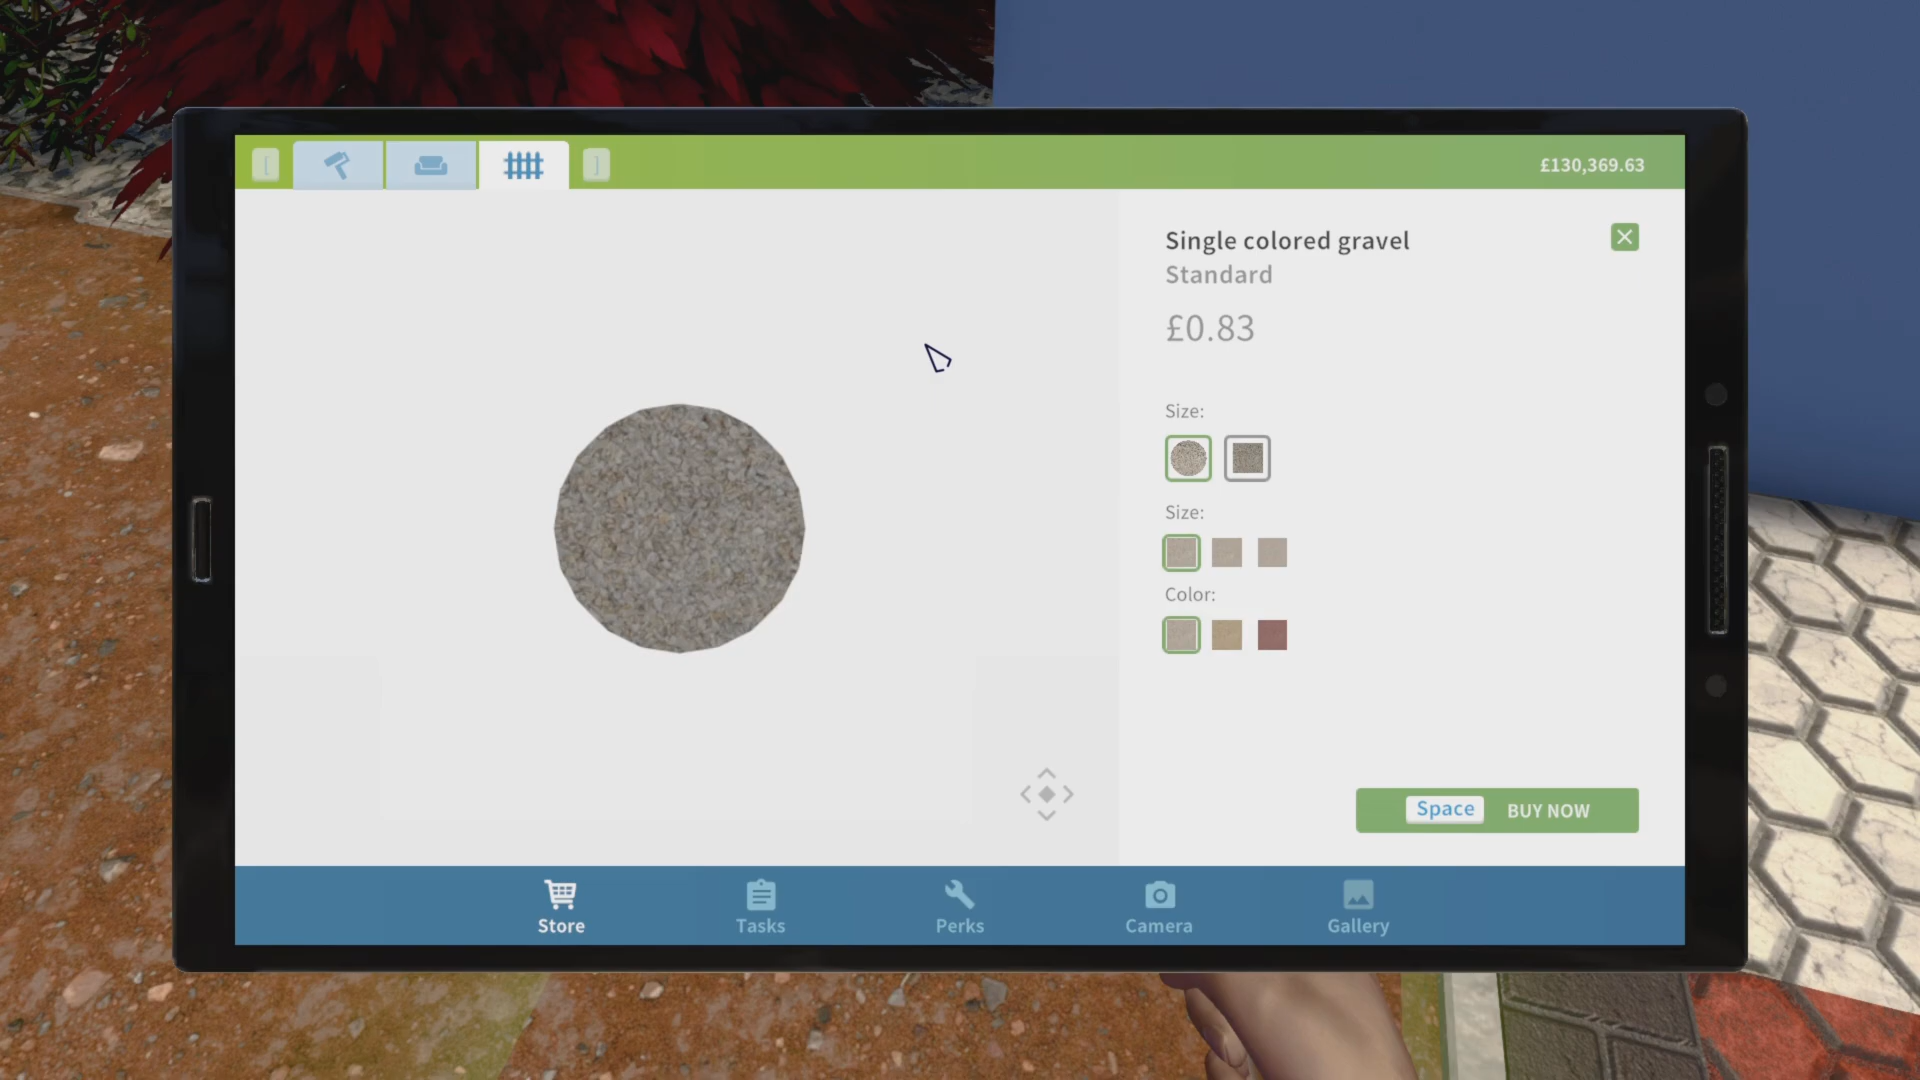 [
]
£130,369.63
Single colored gravel
Standard
£0.83
Size:
Size:
Color:
Space BUY NOW
Store
Tasks
Perks
Camera
Gallery